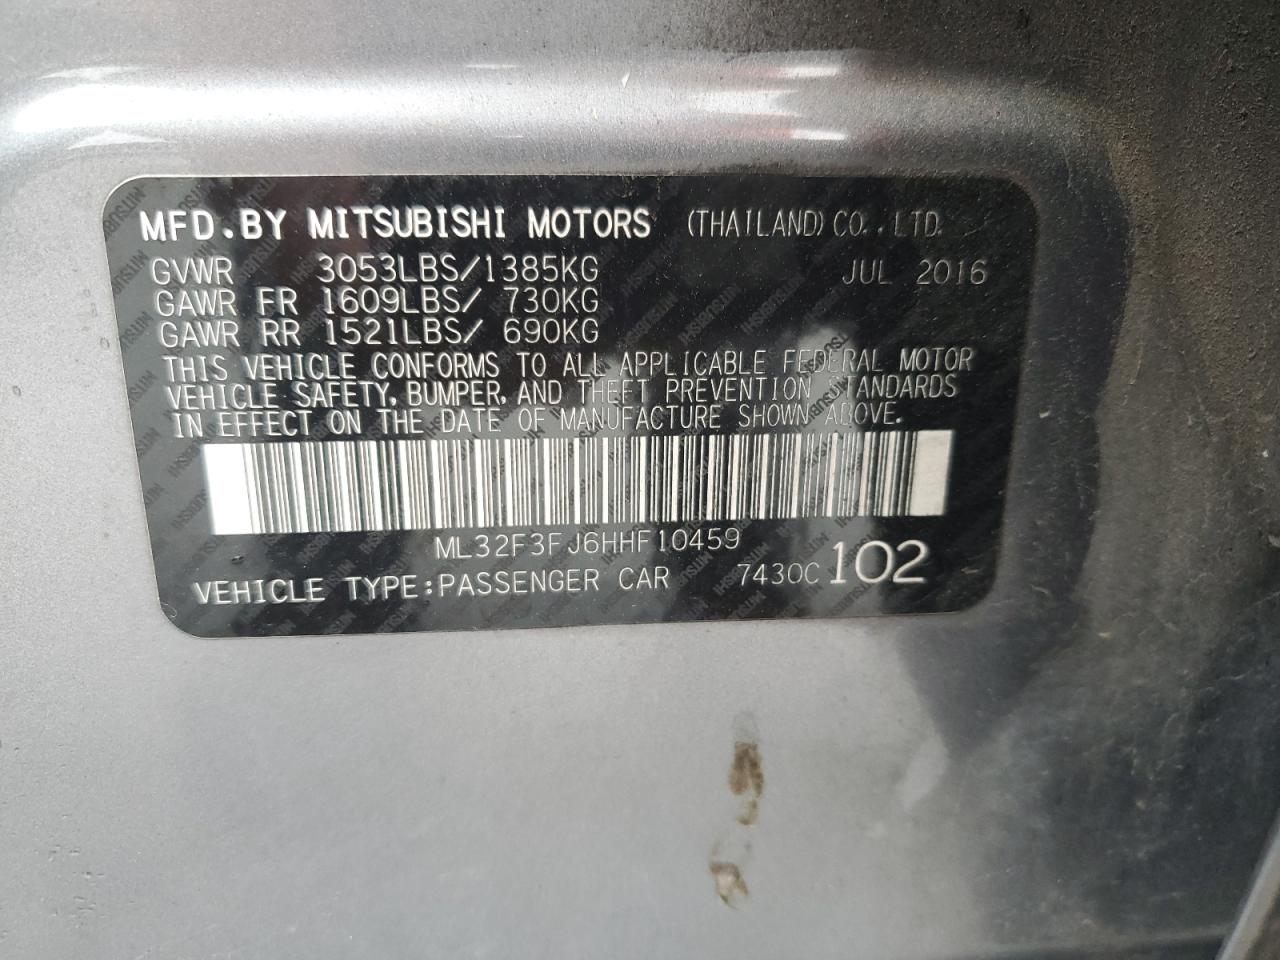 MFD.BY MITSUBISHI MOTORS (THAILAND) CO.,LTD.
GVWR 3053LBS/1385KG JUL 2016
GAWR FR 1609LBS/ 730KG
GAWR RR 1521LBS/ 690KG
THIS VEHICLE CONFORMS TO ALL APPLICABLE FEDERAL MOTOR
VEHICLE SAFETY, BUMPER, AND THEFT PREVENTION STANDARDS
IN EFFECT ON THE DATE OF MANUFACTURE SHOWN ABOVE.
ML32F3FJ6HHF10459
VEHICLE TYPE:PASSENGER CAR 7430C 102